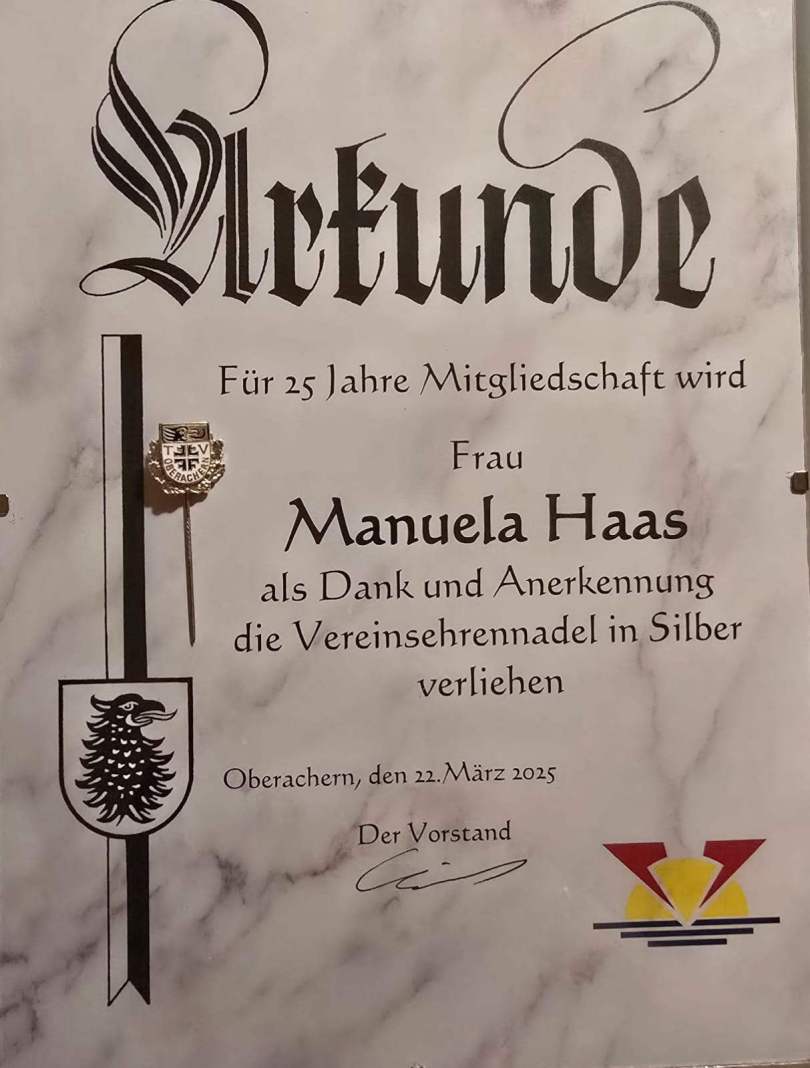 Urkunde
Für 25 Jahre Mitgliedschaft wird
T V
OBERACHERN
Frau
Manuela Haas
als Dank und Anerkennung
die Vereinsehrennadel in Silber
verliehen
Oberachern, den 22.März 2025
Der Vorstand